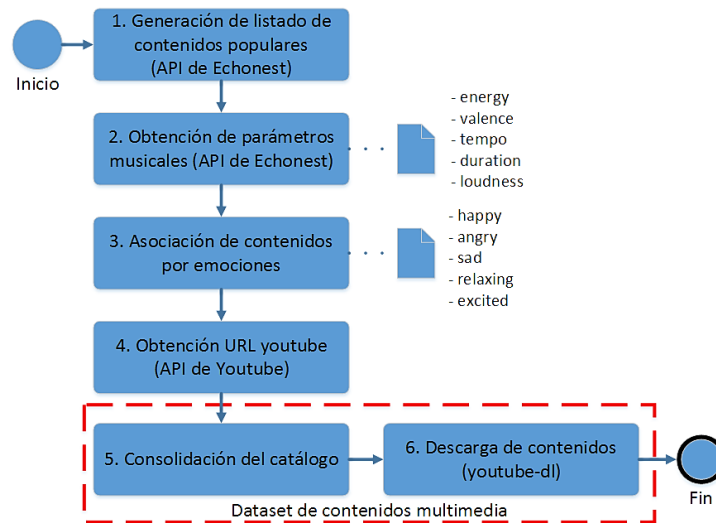 Inicio
1. Generación de listado de
contenidos populares
(API de Echonest)
2. Obtención de parámetros
musicales (API de Echonest)
- energy
- valence
- tempo
- duration
- loudness
3. Asociación de contenidos
por emociones
- happy
- angry
- sad
- relaxing
- excited
4. Obtención URL youtube
(API de Youtube)
5. Consolidación del catálogo
6. Descarga de contenidos
(youtube-dl)
Dataset de contenidos multimedia
Fin